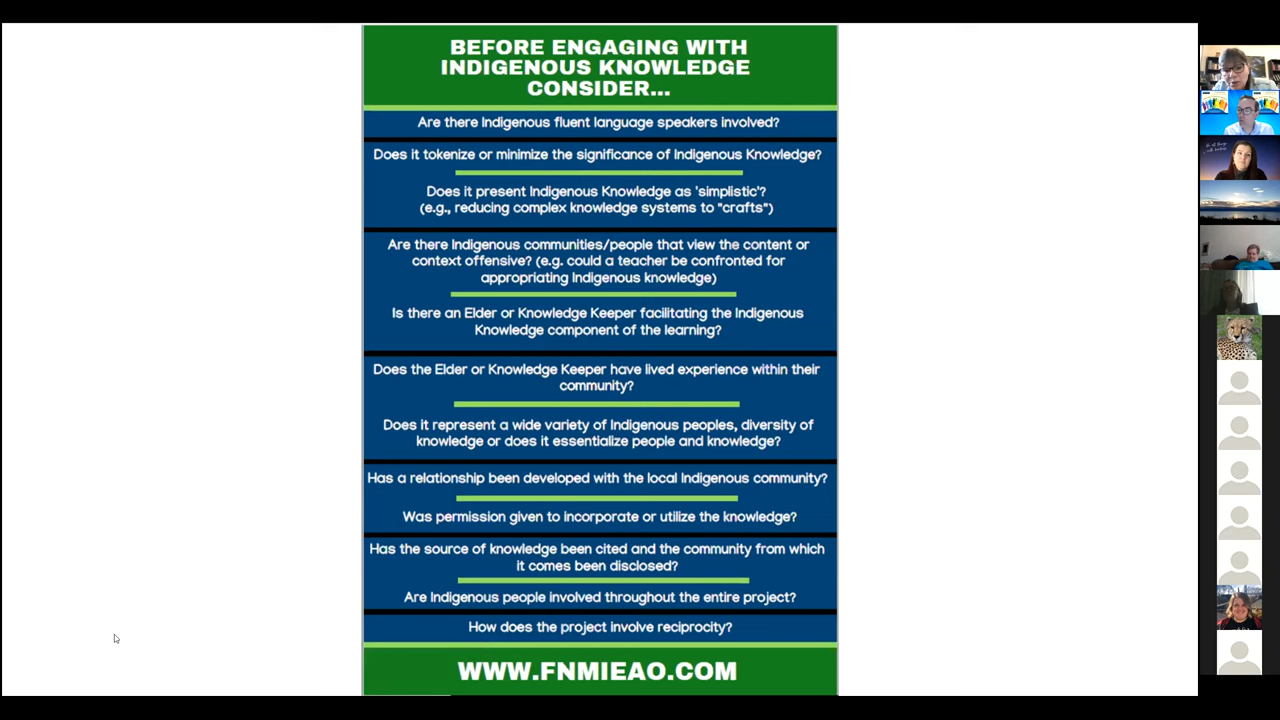 BEFORE ENGAGING WITH
INDIGENOUS KNOWLEDGE
CONSIDER...
Are there Indigenous fluent language speakers involved?
Does it tokenize or minimize the significance of Indigenous Knowledge?
Does it present Indigenous Knowledge as 'simplistic'?
(e.g., reducing complex knowledge systems to "crafts")
Are there Indigenous communities/people that view the content or
context offensive? (e.g. could a teacher be confronted for
appropriating Indigenous knowledge)
Is there an Elder or Knowledge Keeper facilitating the Indigenous
Knowledge component of the learning?
Does the Elder or Knowledge Keeper have lived experience within their
community?
Does it represent a wide variety of Indigenous peoples, diversity of
knowledge or does it essentialize people and knowledge?
Has a relationship been developed with the local Indigenous community?
Was permission given to incorporate or utilize the knowledge?
Has the source of knowledge been cited and the community from which
it comes been disclosed?
Are Indigenous people involved throughout the entire project?
How does the project involve reciprocity?
WWW.FNMIEAO.COM